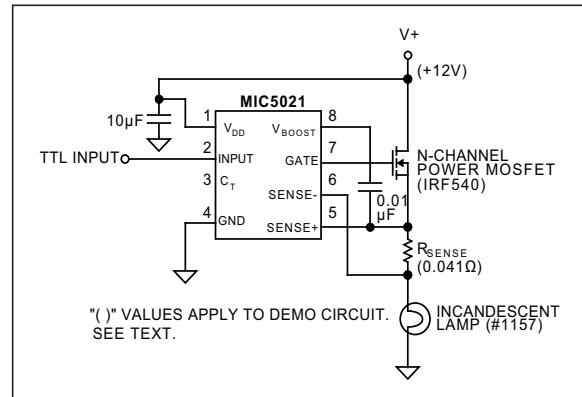 V+
(+12V)
MIC5021
10µF
1
VDD
VBOOST
8
TTL INPUT
2
INPUT
GATE
7
N-CHANNEL
POWER MOSFET
(IRF540)
3
CT
SENSE-
6
0.01
µF
4
GND
SENSE+
5
RSENSE
(0.041Ω)
"( )" VALUES APPLY TO DEMO CIRCUIT.
SEE TEXT.
INCANDESCENT
LAMP (#1157)